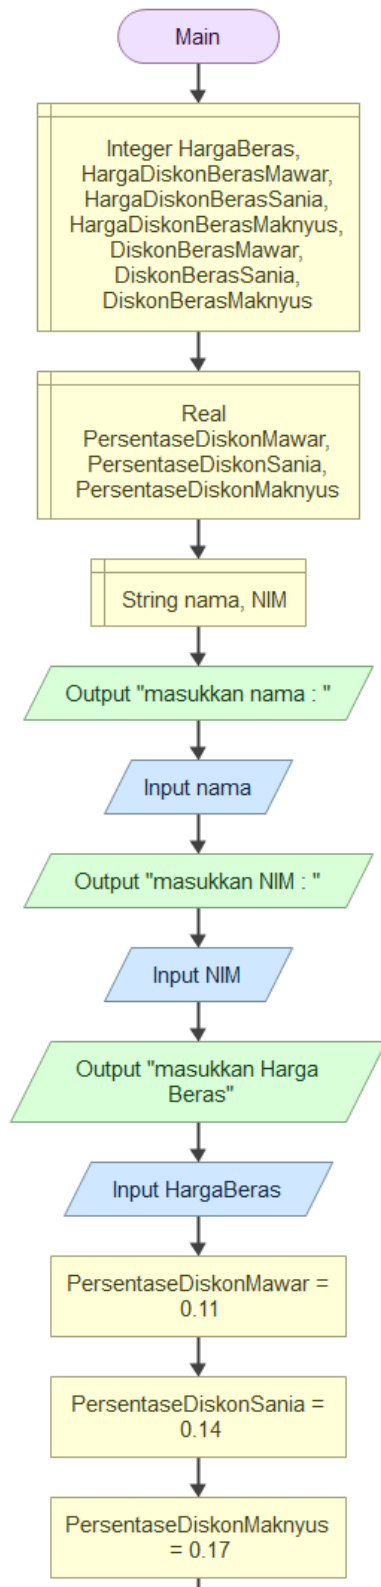 Main
Integer HargaBeras,
HargaDiskonBerasMawar,
HargaDiskonBerasSania,
HargaDiskonBerasMaknyus,
DiskonBerasMawar,
DiskonBerasSania,
DiskonBerasMaknyus
Real
PersentaseDiskonMawar,
PersentaseDiskonSania,
PersentaseDiskonMaknyus
String nama, NIM
Output "masukkan nama : "
Input nama
Output "masukkan NIM : "
Input NIM
Output "masukkan Harga
Beras"
Input HargaBeras
PersentaseDiskonMawar =
0.11
PersentaseDiskonSania =
0.14
PersentaseDiskonMaknyus
= 0.17